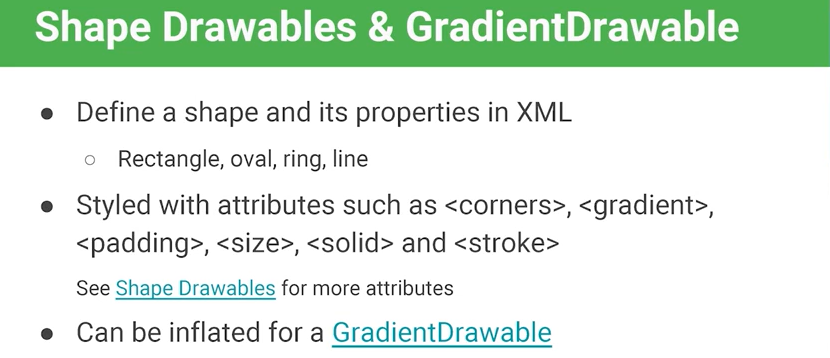 Shape Drawables & GradientDrawable
● Define a shape and its properties in XML
○ Rectangle, oval, ring, line
● Styled with attributes such as <corners>, <gradient>,
<padding>, <size>, <solid> and <stroke>
See Shape Drawables for more attributes
● Can be inflated for a GradientDrawable